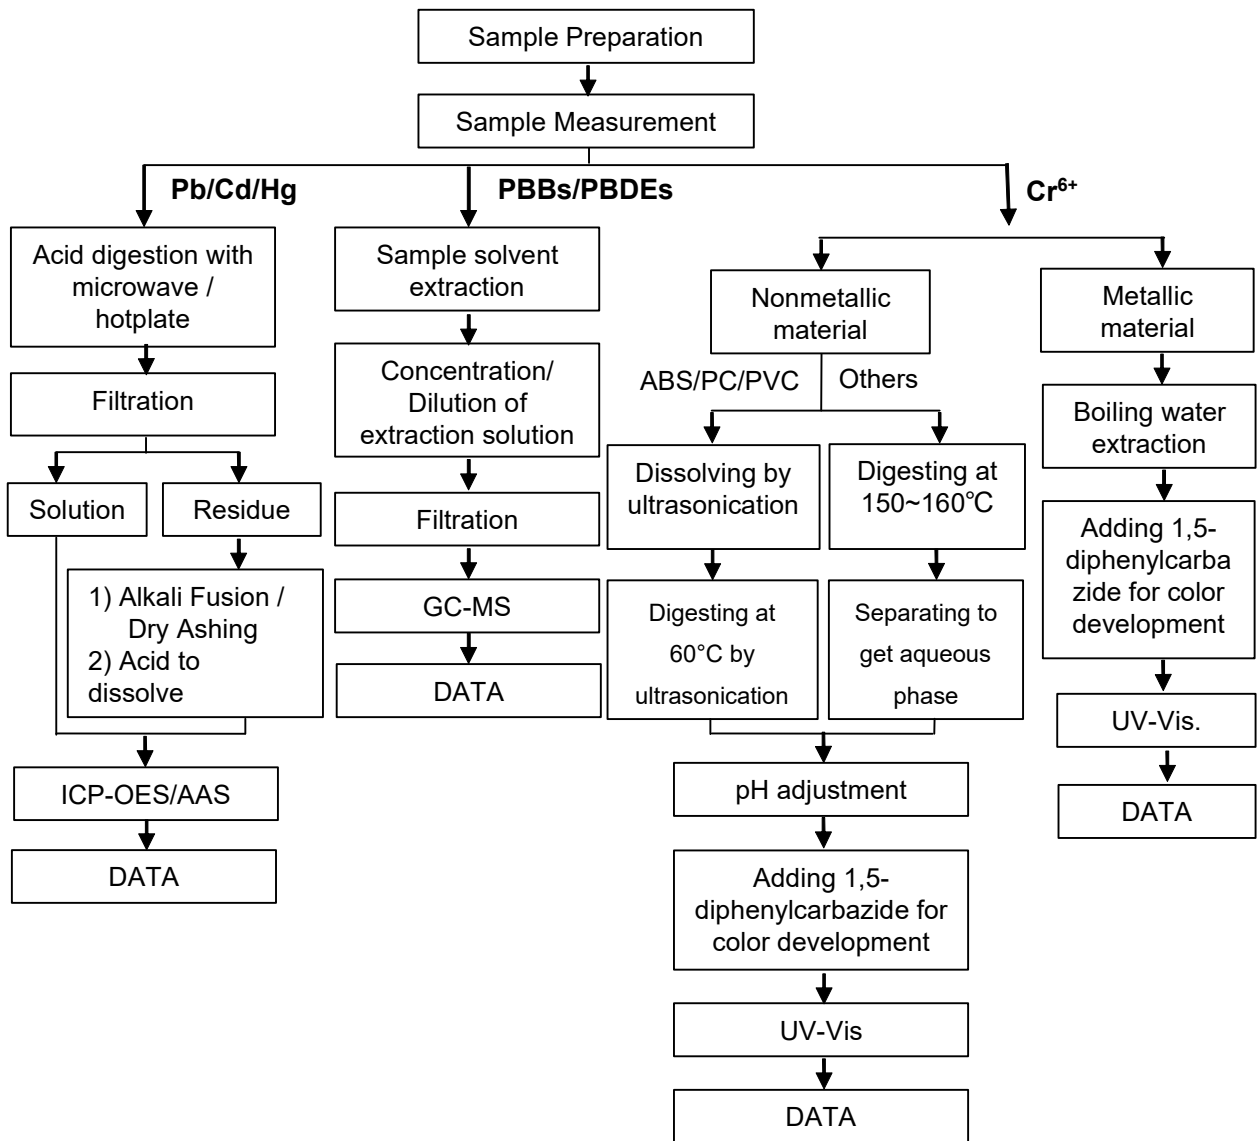 Sample Preparation
Sample Measurement
Pb/Cd/Hg
Acid digestion with
microwave /
hotplate
Filtration
Solution
Residue
1) Alkali Fusion /
Dry Ashing
2) Acid to
dissolve
ICP-OES/AAS
DATA
PBBs/PBDEs
Sample solvent
extraction
Concentration/
Dilution of
extraction solution
Filtration
GC-MS
DATA
Cr⁶⁺
Nonmetallic
material
ABS/PC/PVC
Others
Dissolving by
ultrasonication
Digesting at
60°C by
ultrasonication
Digesting at
150~160℃
Separating to
get aqueous
phase
pH adjustment
Adding 1,5-
diphenylcarbazide for
color development
UV-Vis
DATA
Metallic
material
Boiling water
extraction
Adding 1,5-
diphenylcarba
zide for color
development
UV-Vis.
DATA